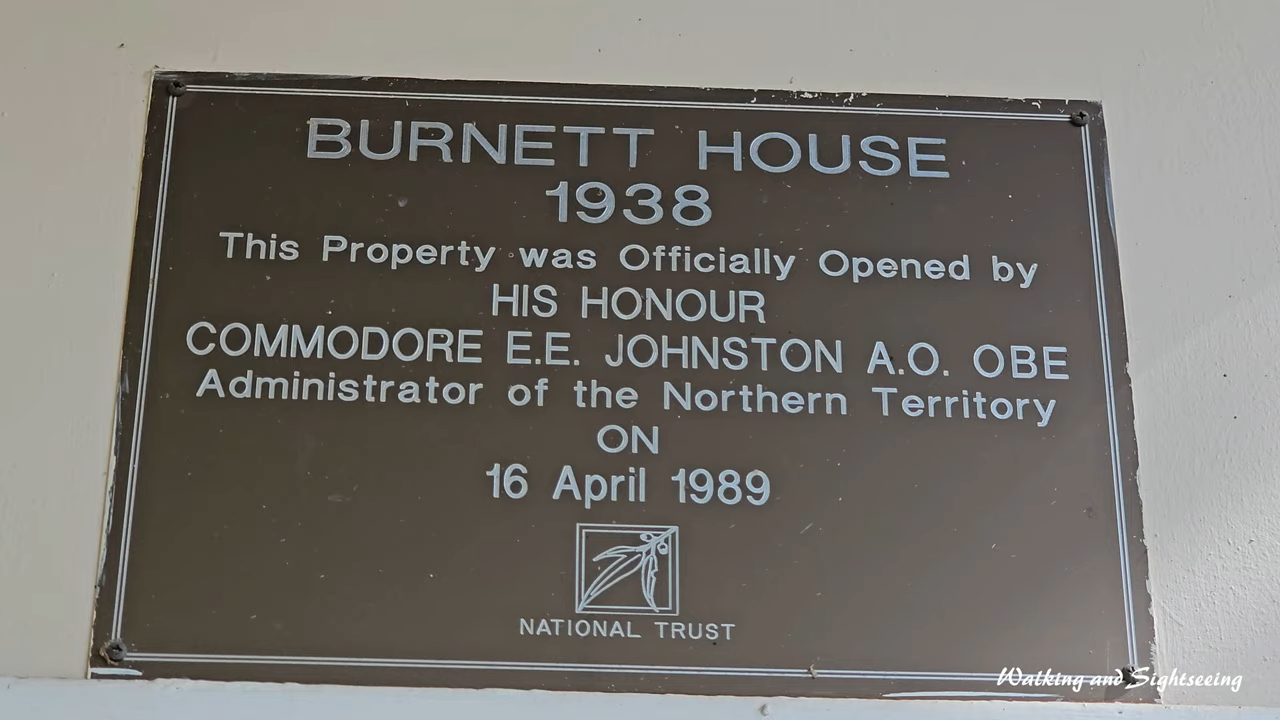 BURNETT HOUSE
1938
This Property was Officially Opened by
HIS HONOUR
COMMODORE E.E. JOHNSTON A.O. OBE
Administrator of the Northern Territory
ON
16 April 1989
NATIONAL TRUST
Walking and Sightseeing